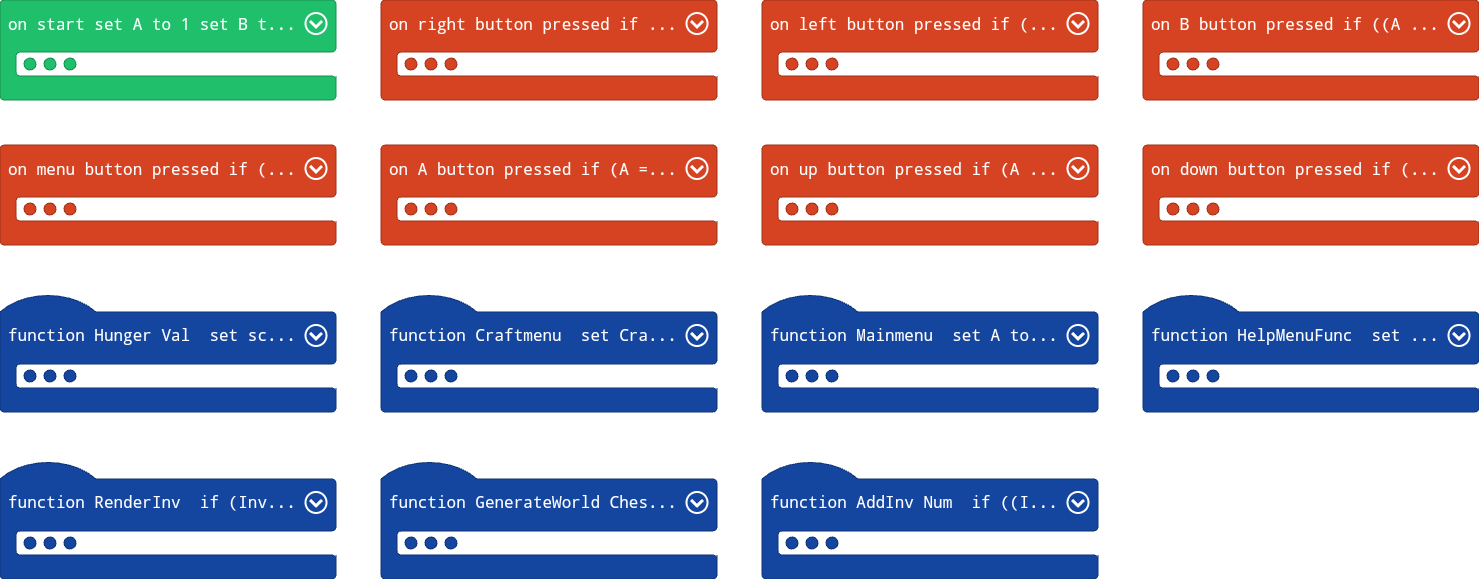 on start set A to 1 set B t...
on right button pressed if ...
on left button pressed if (...
on B button pressed if ((A ...
on menu button pressed if (...
on A button pressed if (A =...
on up button pressed if (A ...
on down button pressed if (...
function Hunger Val  set sc...
function Craftmenu  set Cra...
function Mainmenu  set A to...
function HelpMenuFunc  set ...
function RenderInv  if (Inv...
function GenerateWorld Ches...
function AddInv Num  if ((I...